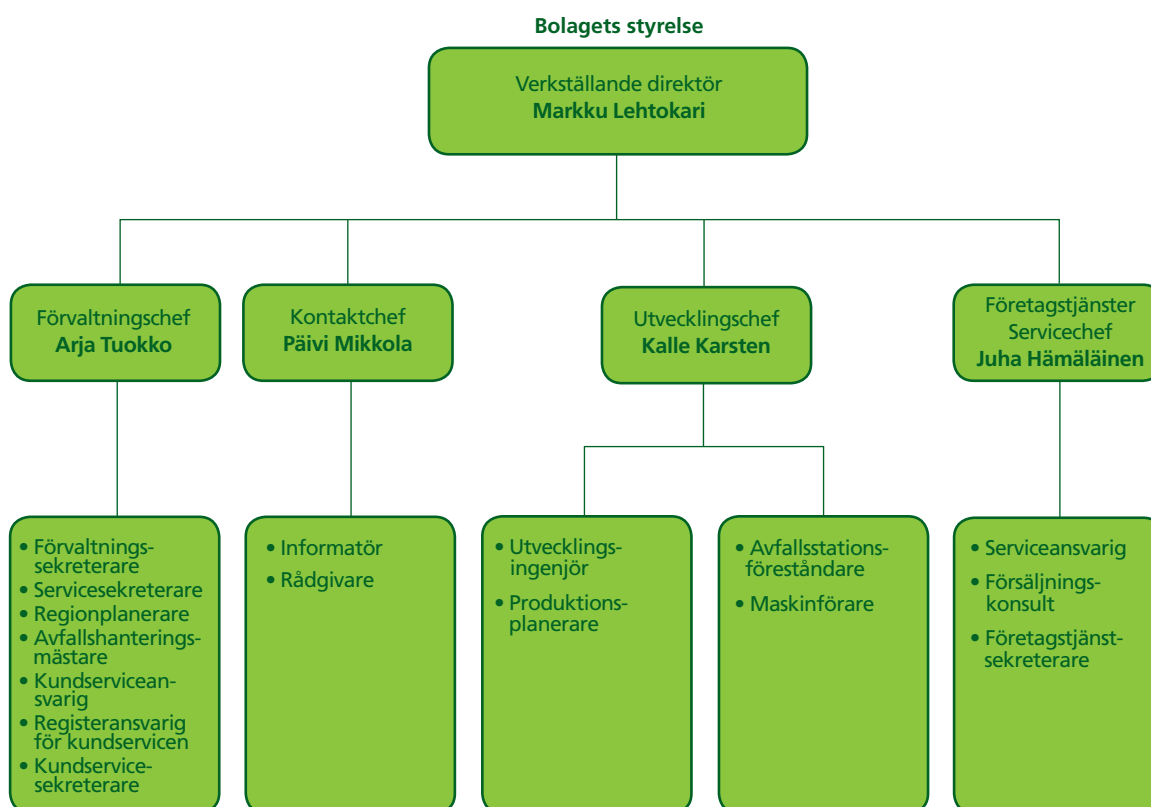 Bolagets styrelse
Verkställande direktör
Markku Lehtokari
Förvaltningschef
Arja Tuokko
Kontaktchef
Päivi Mikkola
Utvecklingschef
Kalle Karsten
Företagstjänster
Servicechef
Juha Hämäläinen
• Förvaltnings-
sekreterare
• Servicesekreterare
• Regionplanerare
• Avfallshanterings-
mästare
• Kundservicean-
svarig
• Registeransvarig
för kundservicen
• Kundservice-
sekreterare
• Informatör
• Rådgivare
• Utvecklings-
ingenjör
• Produktions-
planerare
• Avfallsstations-
föreståndare
• Maskinförare
• Serviceansvarig
• Försäljnings-
konsult
• Företagstjänst-
sekreterare